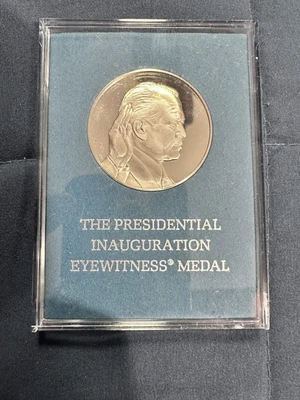 THE PRESIDENTIAL
INAUGURATION
EYEWITNESS® MEDAL